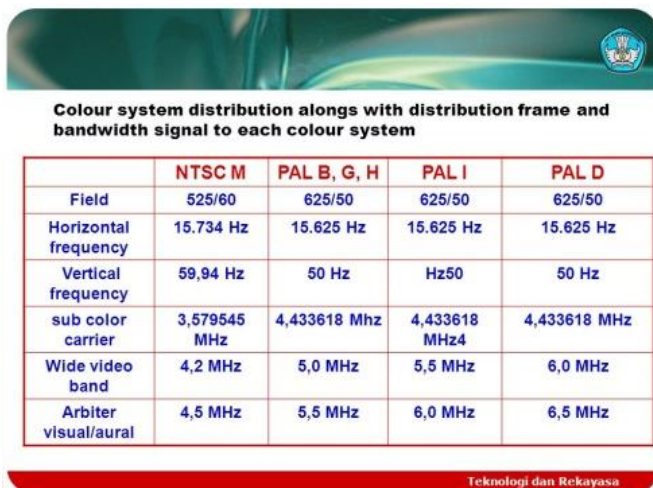 Colour system distribution alongs with distribution frame and
bandwidth signal to each colour system
NTSC M PAL B, G, H PAL I PAL D
Field 525/60 625/50 625/50 625/50
Horizontal 15.734 Hz 15.625 Hz 15.625 Hz 15.625 Hz
frequency
Vertical 59,94 Hz 50 Hz Hz50 50 Hz
frequency
sub color 3,579545 4,433618 Mhz 4,433618 4,433618 MHz
carrier MHz MHz4
Wide video 4,2 MHz 5,0 MHz 5,5 MHz 6,0 MHz
band
Arbiter 4,5 MHz 5,5 MHz 6,0 MHz 6,5 MHz
visual/aural
Teknologi dan Rekayasa